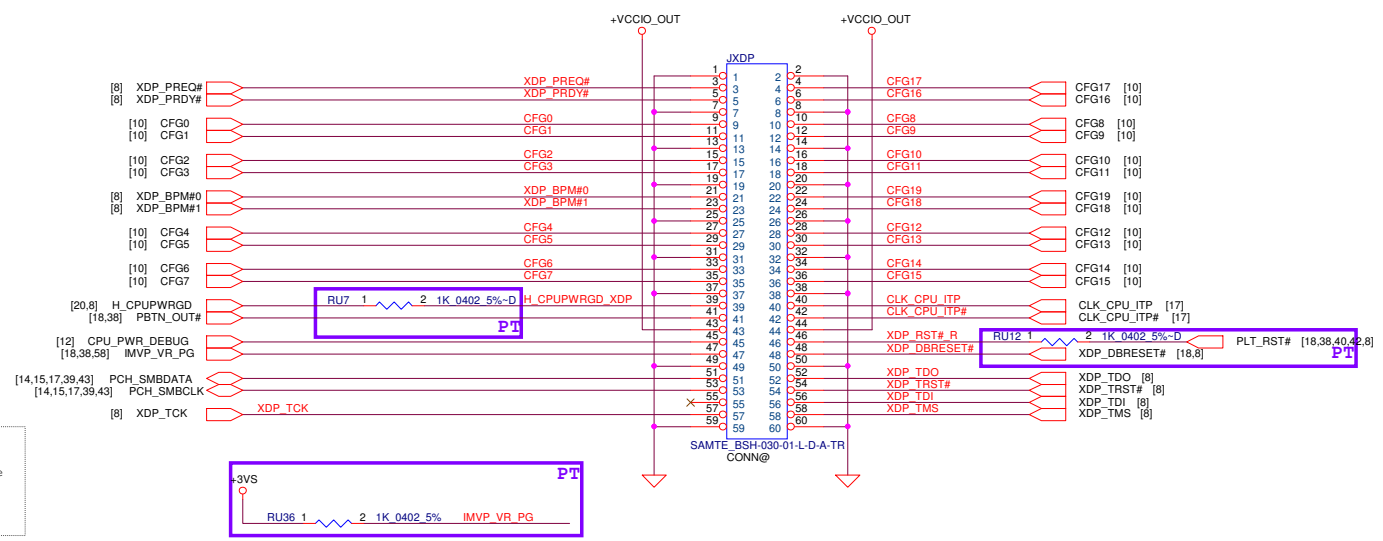 +VCCIO_OUT +VCCIO_OUT
JXDP
1 1 2 2
[8] XDP_PREQ# XDP_PREQ# 3 3 4 4 CFG17 CFG17 [10]
[8] XDP_PRDY# XDP_PRDY# 5 5 6 6 CFG16 CFG16 [10]
7 7 8 8
[10] CFG0 CFG0 9 9 10 10 CFG8 CFG8 [10]
[10] CFG1 CFG1 11 11 12 12 CFG9 CFG9 [10]
13 13 14 14
[10] CFG2 CFG2 15 15 16 16 CFG10 CFG10 [10]
[10] CFG3 CFG3 17 17 18 18 CFG11 CFG11 [10]
19 19 20 20
[8] XDP_BPM#0 XDP_BPM#0 21 21 22 22 CFG19 CFG19 [10]
[8] XDP_BPM#1 XDP_BPM#1 23 23 24 24 CFG18 CFG18 [10]
25 25 26 26
[10] CFG4 CFG4 27 27 28 28 CFG12 CFG12 [10]
[10] CFG5 CFG5 29 29 30 30 CFG13 CFG13 [10]
31 31 32 32
[10] CFG6 CFG6 33 33 34 34 CFG14 CFG14 [10]
[10] CFG7 CFG7 35 35 36 36 CFG15 CFG15 [10]
37 37 38 38
[20,8] H_CPUPWRGD RU7 1 2 1K_0402_5%~D H_CPUPWRGD_XDP 39 39 40 40 CLK_CPU_ITP CLK_CPU_ITP [17]
[18,38] PBTN_OUT# PT 41 41 42 42 CLK_CPU_ITP# CLK_CPU_ITP# [17]
43 43 44 44
[12] CPU_PWR_DEBUG 45 45 46 46 XDP_RST#_R RU12 1 2 1K_0402_5%~D PLT_RST# [18,38,40,42,8]
[18,38,58] IMVP_VR_PG 47 47 48 48 XDP_DBRESET# XDP_DBRESET# [18,8] PT
49 49 50 50
[14,15,17,39,43] PCH_SMBDATA 51 51 52 52 XDP_TDO XDP_TDO [8]
[14,15,17,39,43] PCH_SMBCLK 53 53 54 54 XDP_TRST# XDP_TRST# [8]
55 55 56 56 XDP_TDI XDP_TDI [8]
[8] XDP_TCK XDP_TCK 57 57 58 58 XDP_TMS XDP_TMS [8]
59 59 60 60
SAMTE_BSH-030-01-L-D-A-TR
CONN@
PT
+3VS
RU36 1 2 1K_0402_5% IMVP_VR_PG
e